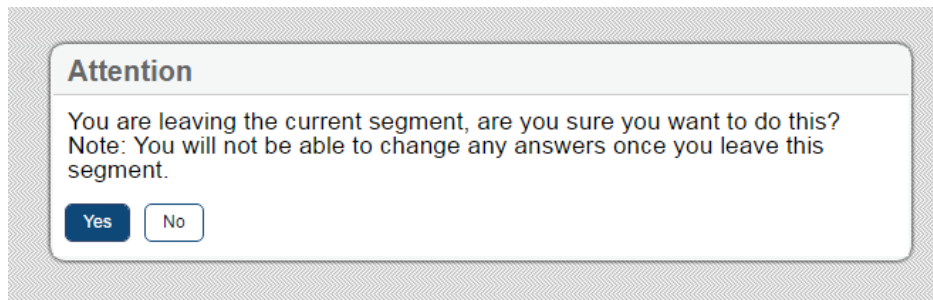 Attention
You are leaving the current segment, are you sure you want to do this?
Note: You will not be able to change any answers once you leave this
segment.
Yes No